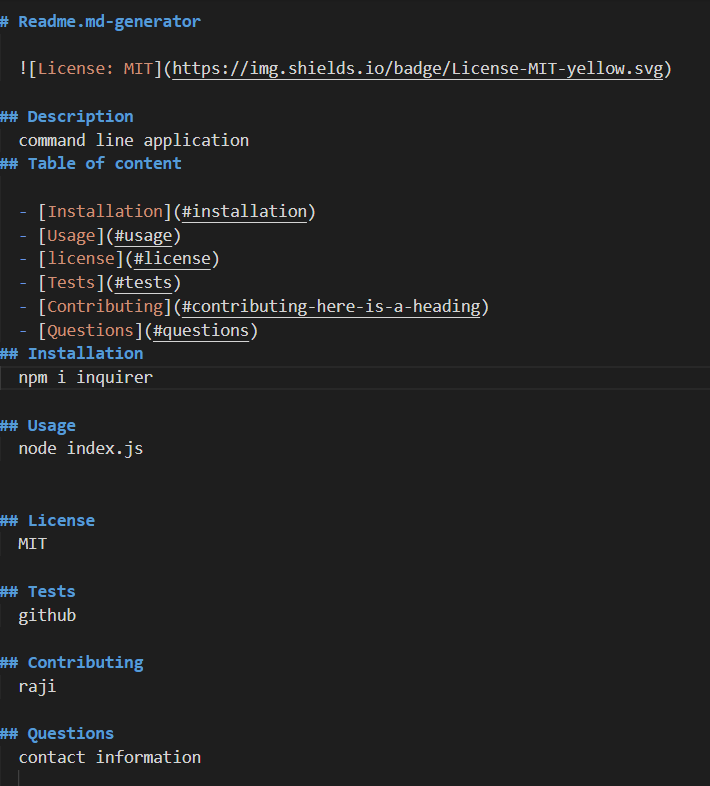 # Readme.md-generator
![License: MIT](https://img.shields.io/badge/License-MIT-yellow.svg)
## Description
command line application
## Table of content
- [Installation](#installation)
- [Usage](#usage)
- [license](#license)
- [Tests](#tests)
- [Contributing](#contributing-here-is-a-heading)
- [Questions](#questions)
## Installation
npm i inquirer
## Usage
node index.js
## License
MIT
## Tests
github
## Contributing
raji
## Questions
contact information